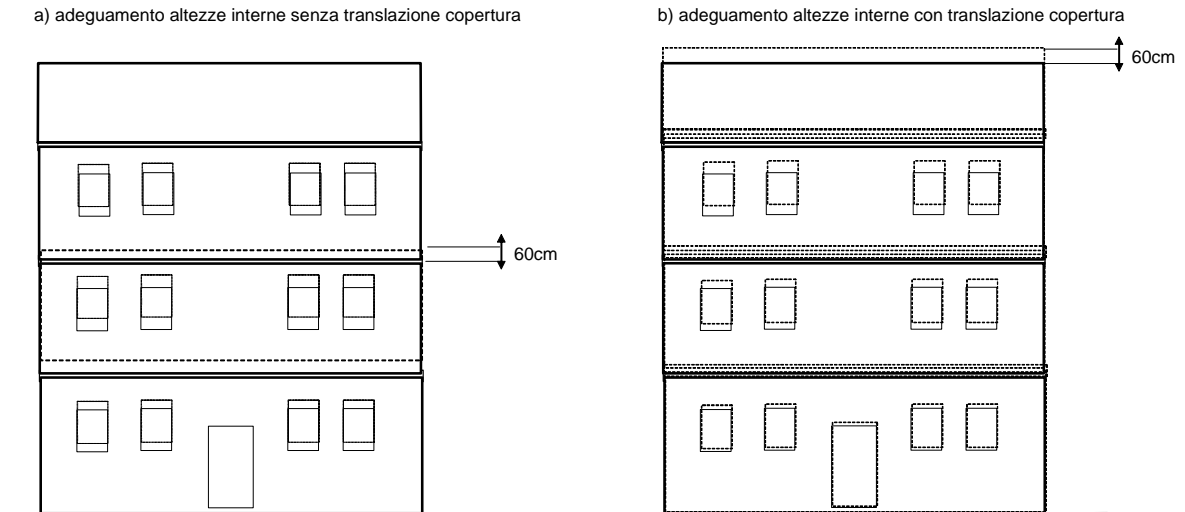 a) adeguamento altezze interne senza translazione copertura
b) adeguamento altezze interne con translazione copertura
60cm
60cm